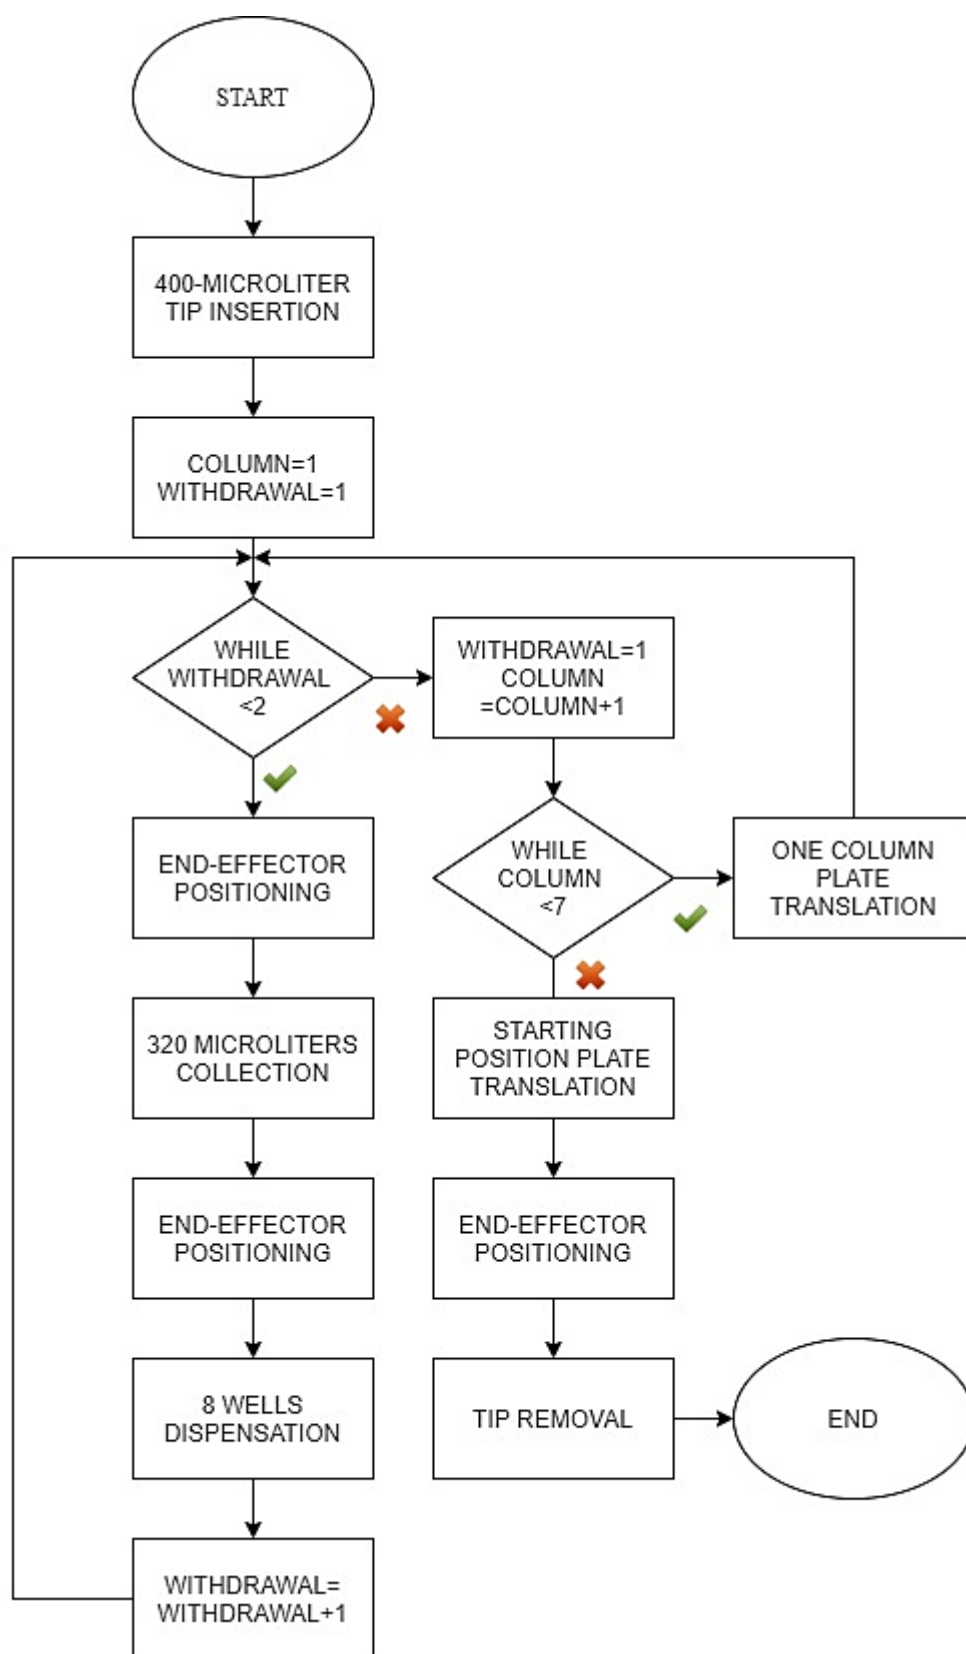 START
400-MICROLITER
TIP INSERTION
COLUMN=1
WITHDRAWAL=1
WHILE
WITHDRAWAL
<2
WITHDRAWAL=1
COLUMN
=COLUMN+1
END-EFFECTOR
POSITIONING
WHILE
COLUMN
<7
ONE COLUMN
PLATE
TRANSLATION
320 MICROLITERS
COLLECTION
STARTING
POSITION PLATE
TRANSLATION
END-EFFECTOR
POSITIONING
END-EFFECTOR
POSITIONING
8 WELLS
DISPENSATION
TIP REMOVAL
END
WITHDRAWAL=
WITHDRAWAL+1